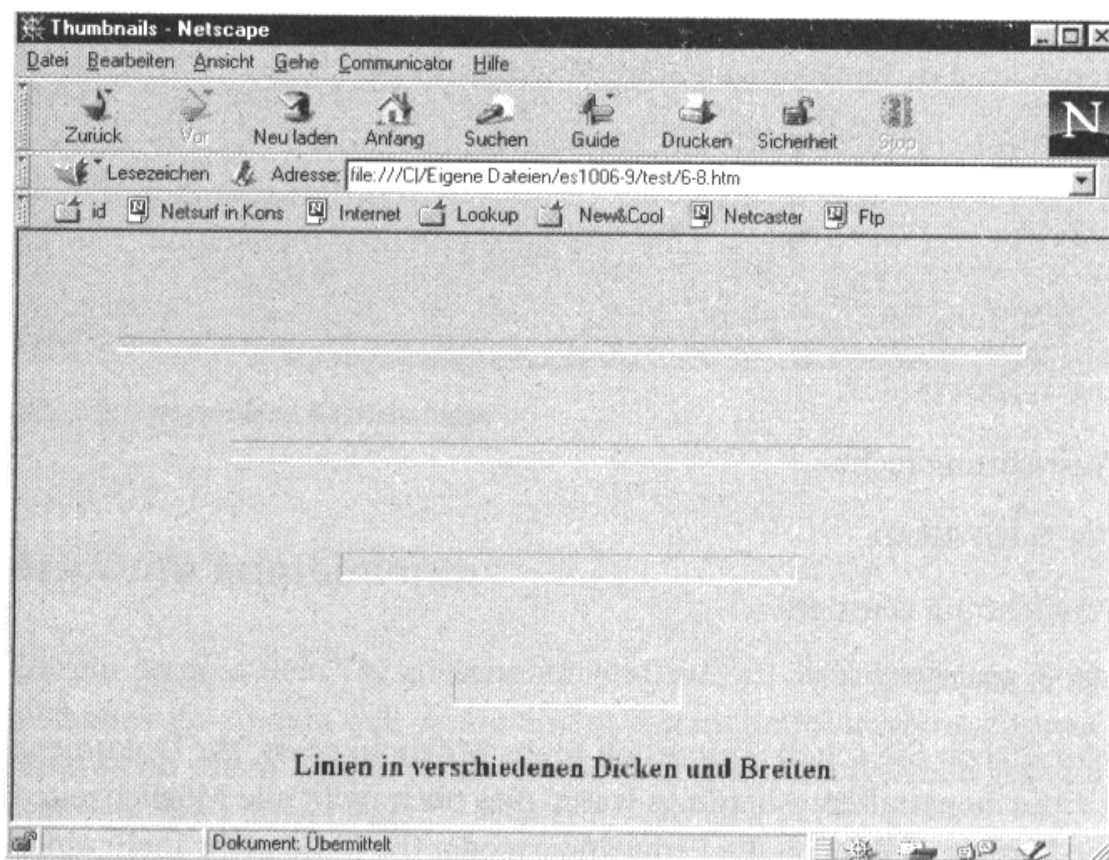 Thumbnails - Netscape
Datei Bearbeiten Ansicht Gehe Communicator Hilfe
Zurück Vor Neu laden Anfang Suchen Guide Drucken Sicherheit Stop
N
Lesezeichen Adresse: file:///C|/Eigene Dateien/es1006-9/test/6-8.htm
id Netsurf in Kons Internet Lookup New&Cool Netcaster Ftp
Linien in verschiedenen Dicken und Breiten.
Dokument: Übermittelt